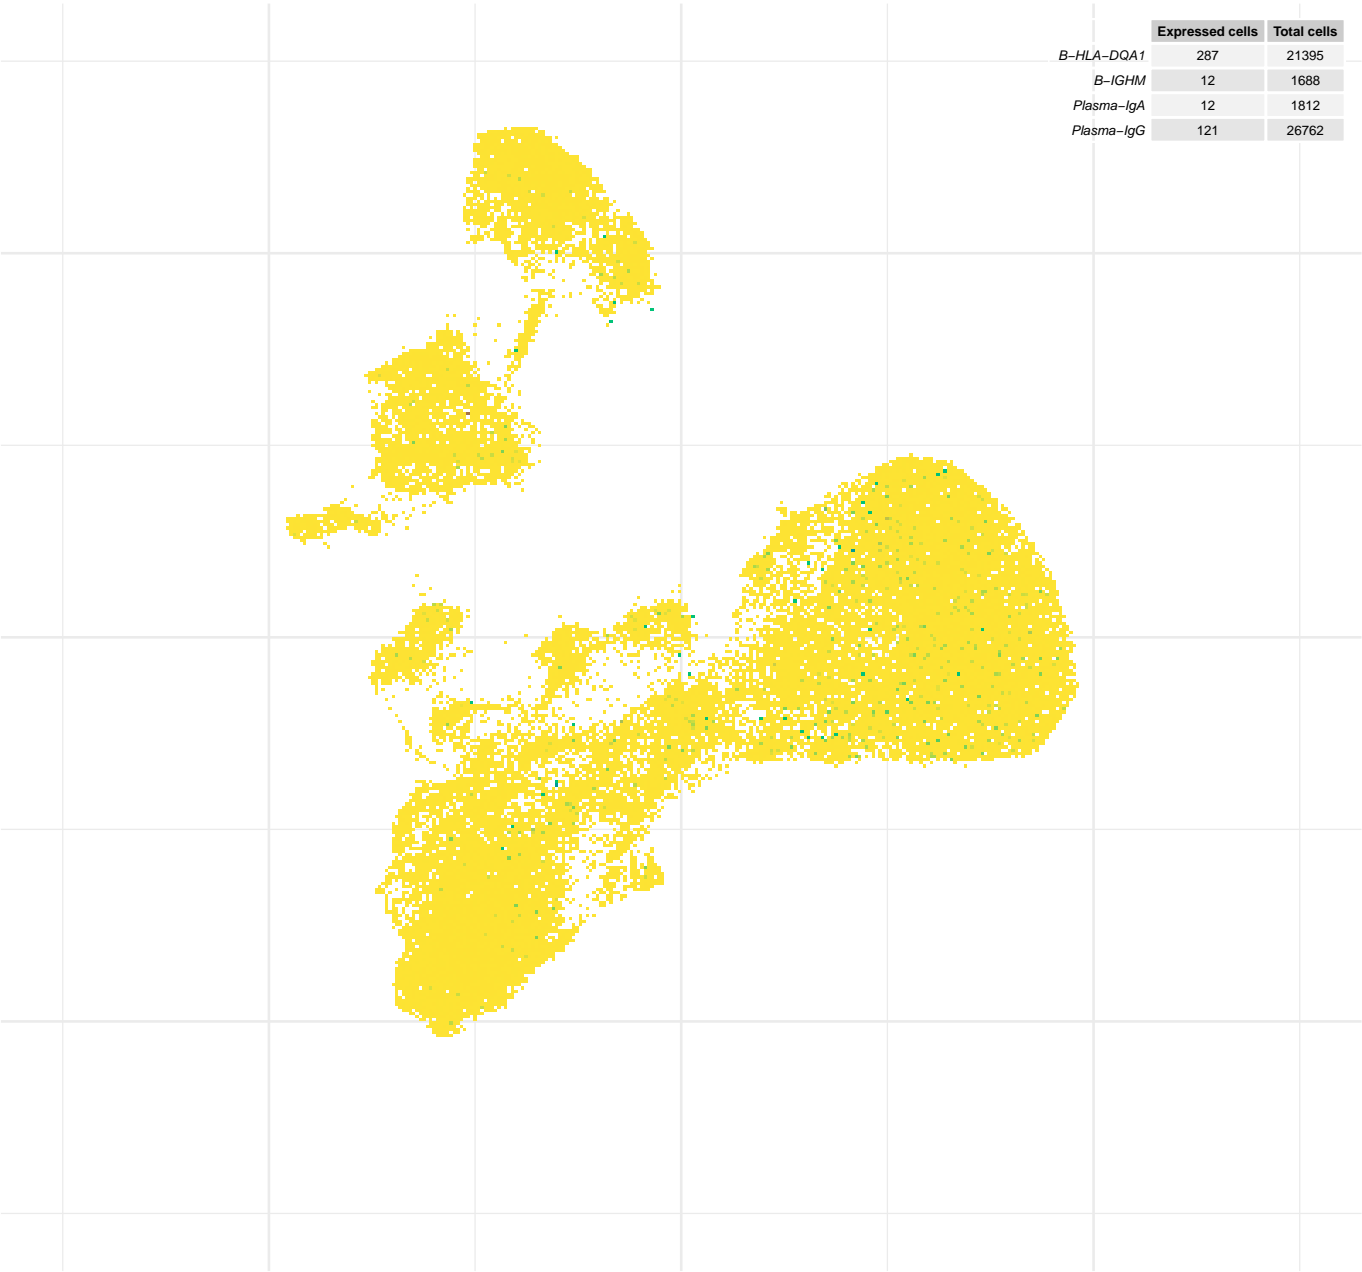 Expressed cells Total cells
B−HLA−DQA1 287 21395
B−IGHM 12 1688
Plasma−IgA 12 1812
Plasma−IgG 121 26762